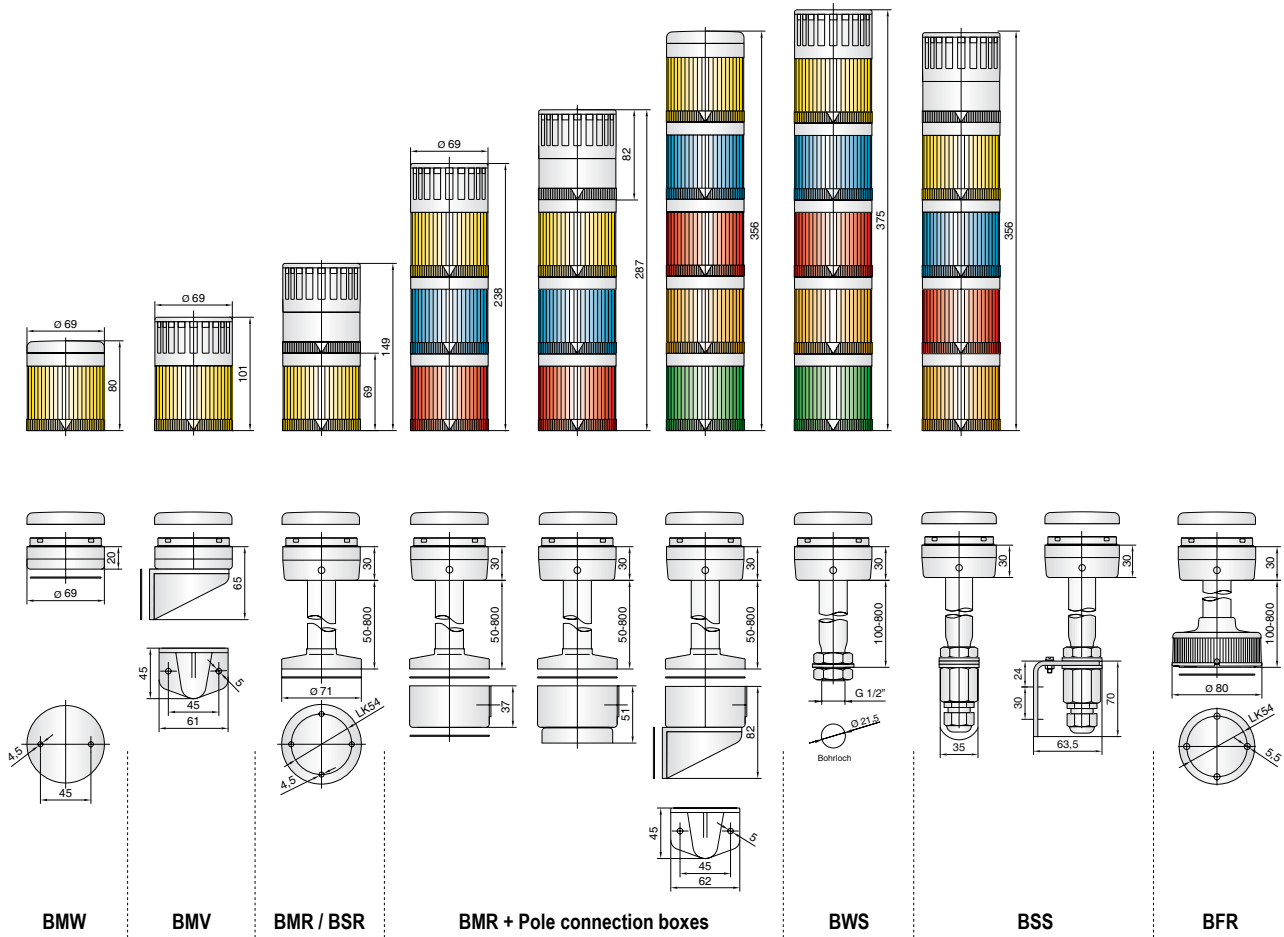 Ø 69
80
Ø 69
101
149
69
Ø 69
238
82
287
356
375
356
20
Ø 69
4,5
45
65
45
5
45
61
30
50-800
Ø 71
LK54
4,5
30
50-800
37
30
50-800
51
30
50-800
82
45
5
45
62
30
100-800
G 1/2"
Ø 21,5
Bohrloch
30
35
30
24
30
70
63,5
30
100-800
Ø 80
LK54
5,5
BMW
BMV
BMR / BSR
BMR + Pole connection boxes
BWS
BSS
BFR